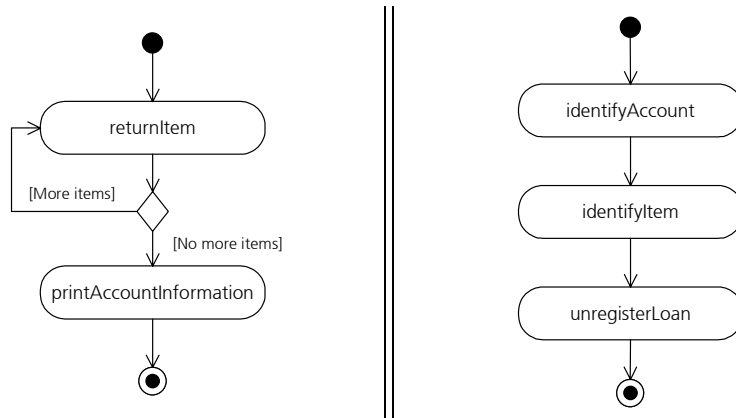 returnItem
[More items]
[No more items]
printAccountInformation
identifyAccount
identifyItem
unregisterLoan